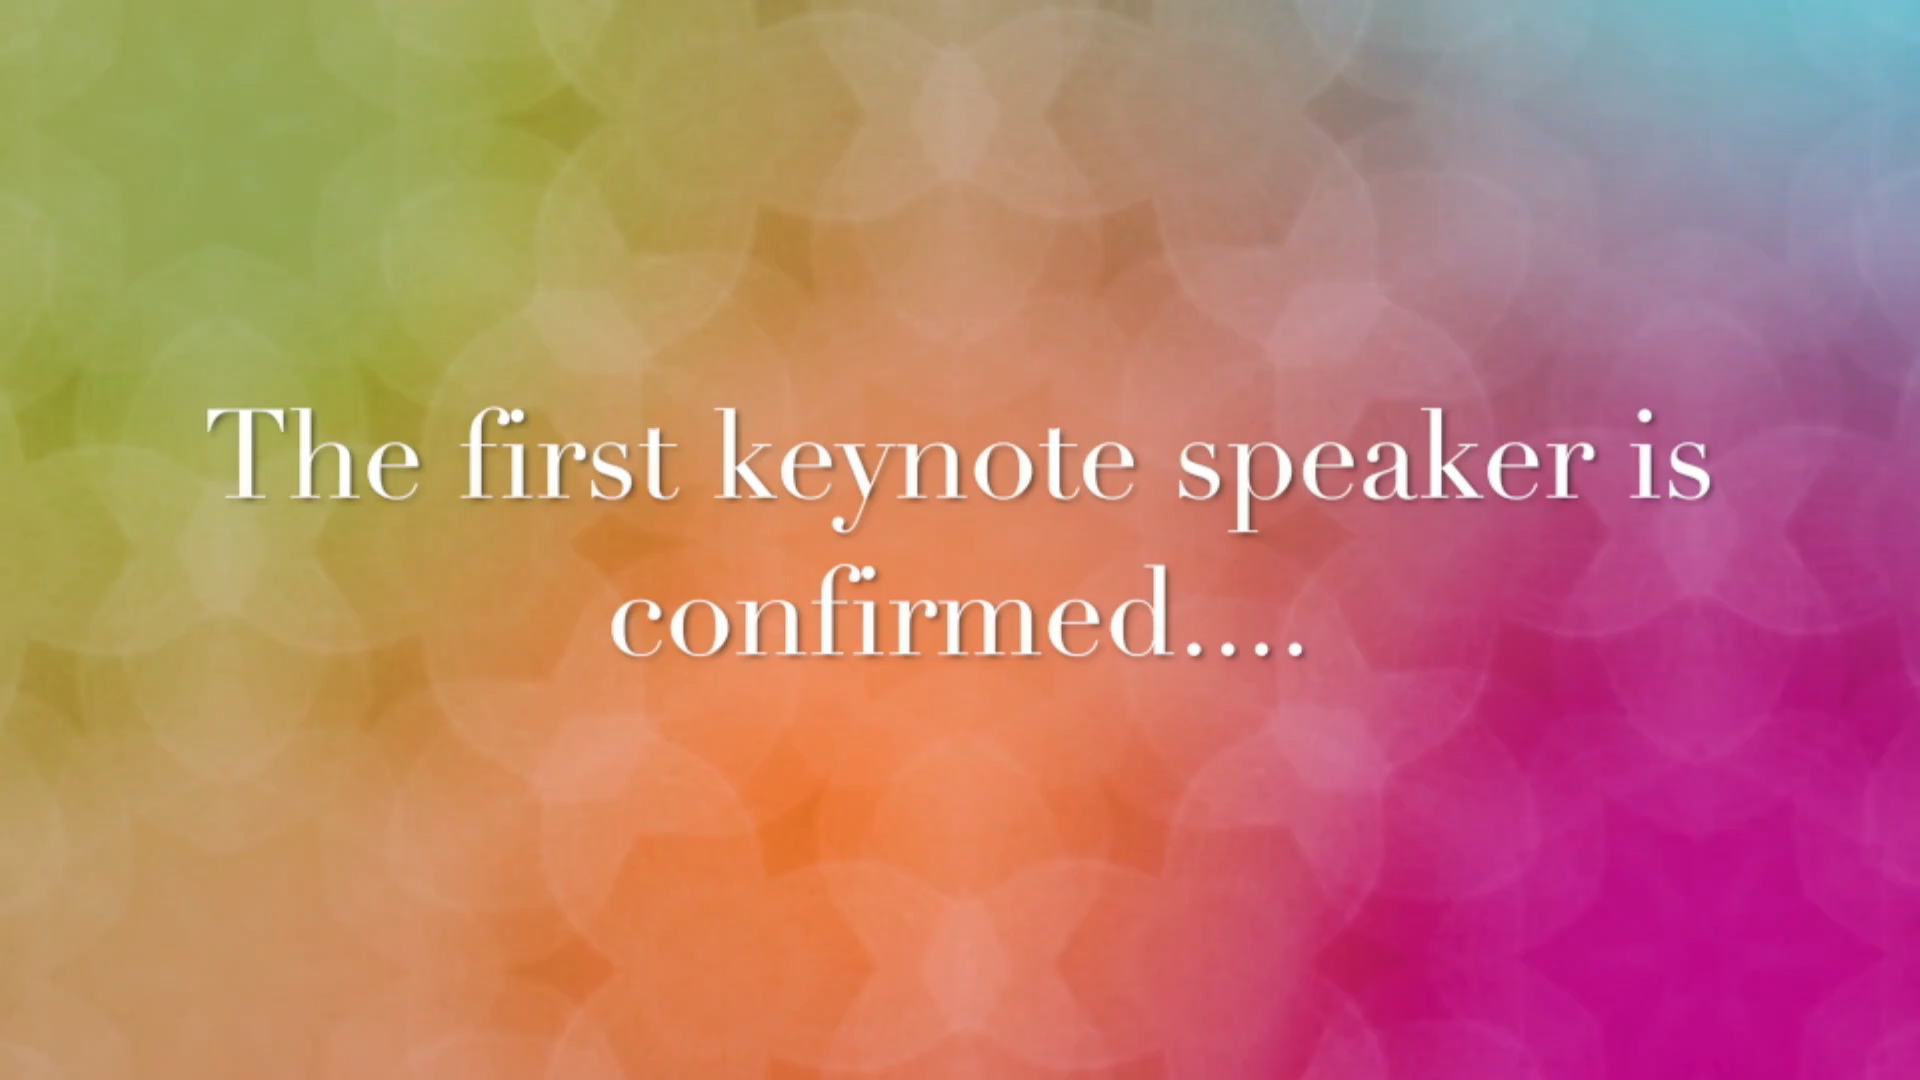 The first keynote speaker is
confirmed....